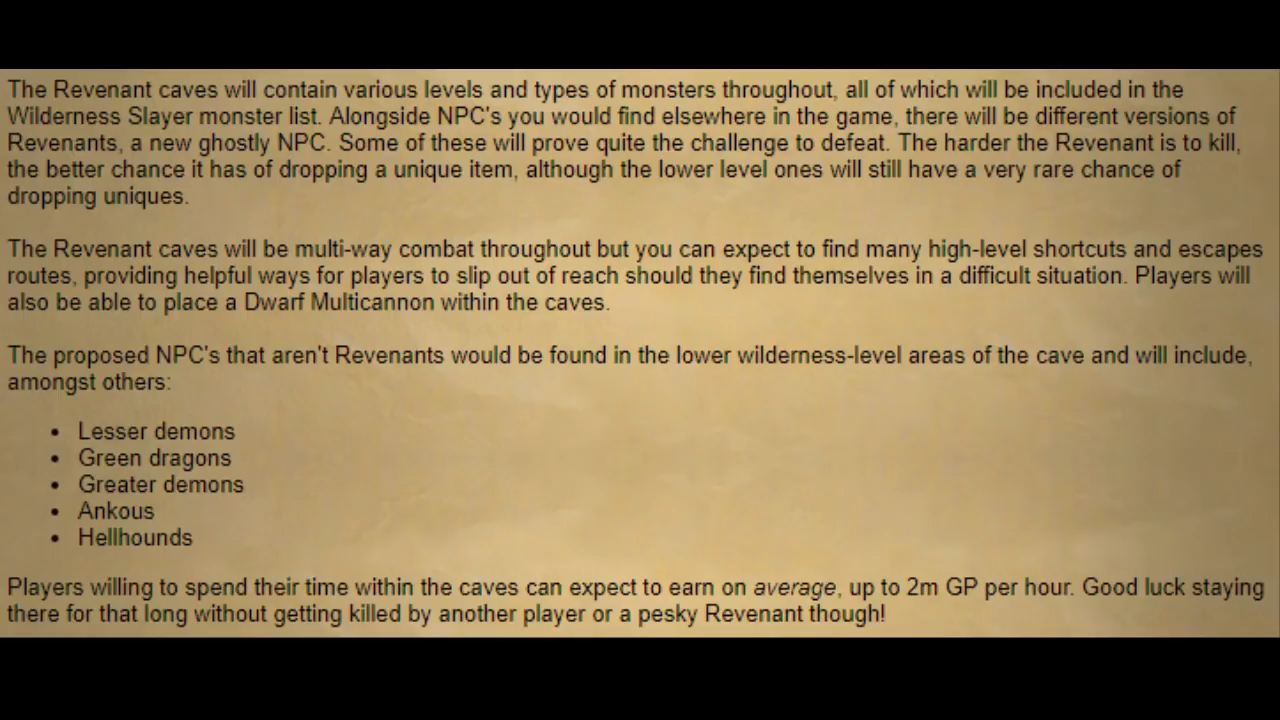 The Revenant caves will contain various levels and types of monsters throughout, all of which will be included in the
Wilderness Slayer monster list. Alongside NPC's you would find elsewhere in the game, there will be different versions of
Revenants, a new ghostly NPC. Some of these will prove quite the challenge to defeat. The harder the Revenant is to kill,
the better chance it has of dropping a unique item, although the lower level ones will still have a very rare chance of
dropping uniques.
The Revenant caves will be multi-way combat throughout but you can expect to find many high-level shortcuts and escapes
routes, providing helpful ways for players to slip out of reach should they find themselves in a difficult situation. Players will
also be able to place a Dwarf Multicannon within the caves.
The proposed NPC's that aren't Revenants would be found in the lower wilderness-level areas of the cave and will include,
amongst others:
• Lesser demons
• Green dragons
• Greater demons
• Ankous
• Hellhounds
Players willing to spend their time within the caves can expect to earn on average, up to 2m GP per hour. Good luck staying
there for that long without getting killed by another player or a pesky Revenant though!